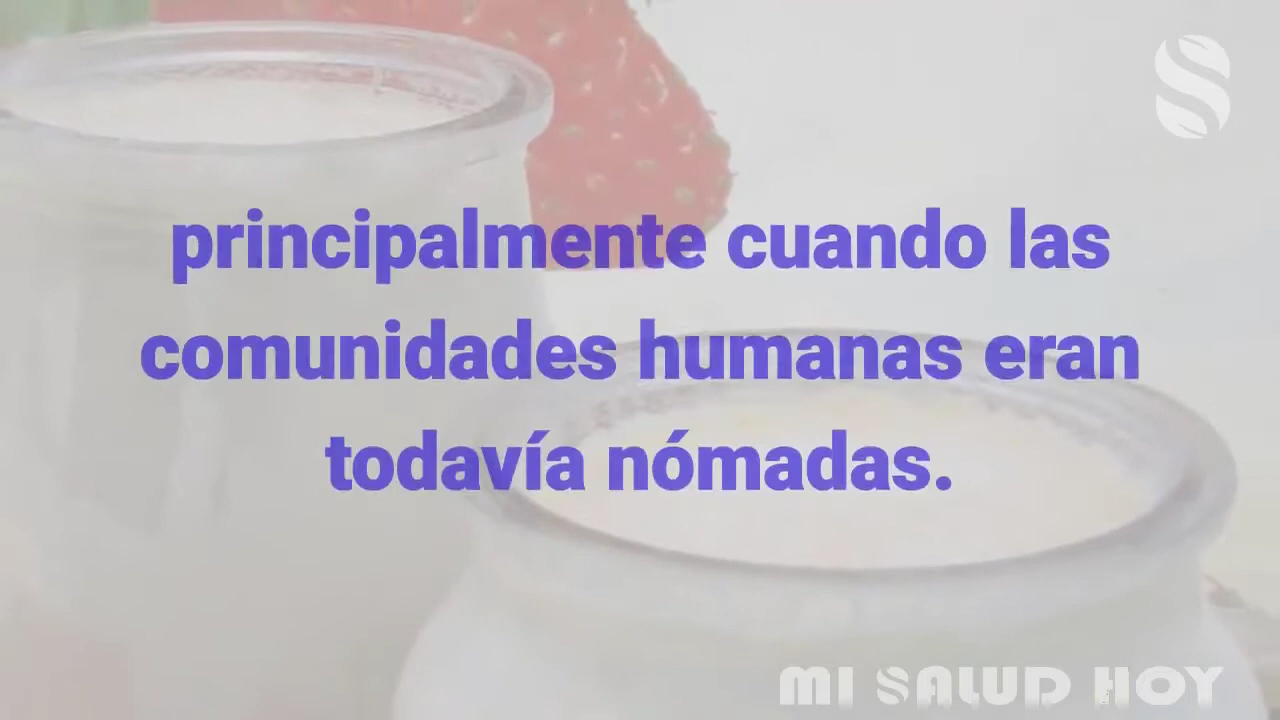 principalmente cuando las
comunidades humanas eran
todavía nómadas.
MI SALUD HOY